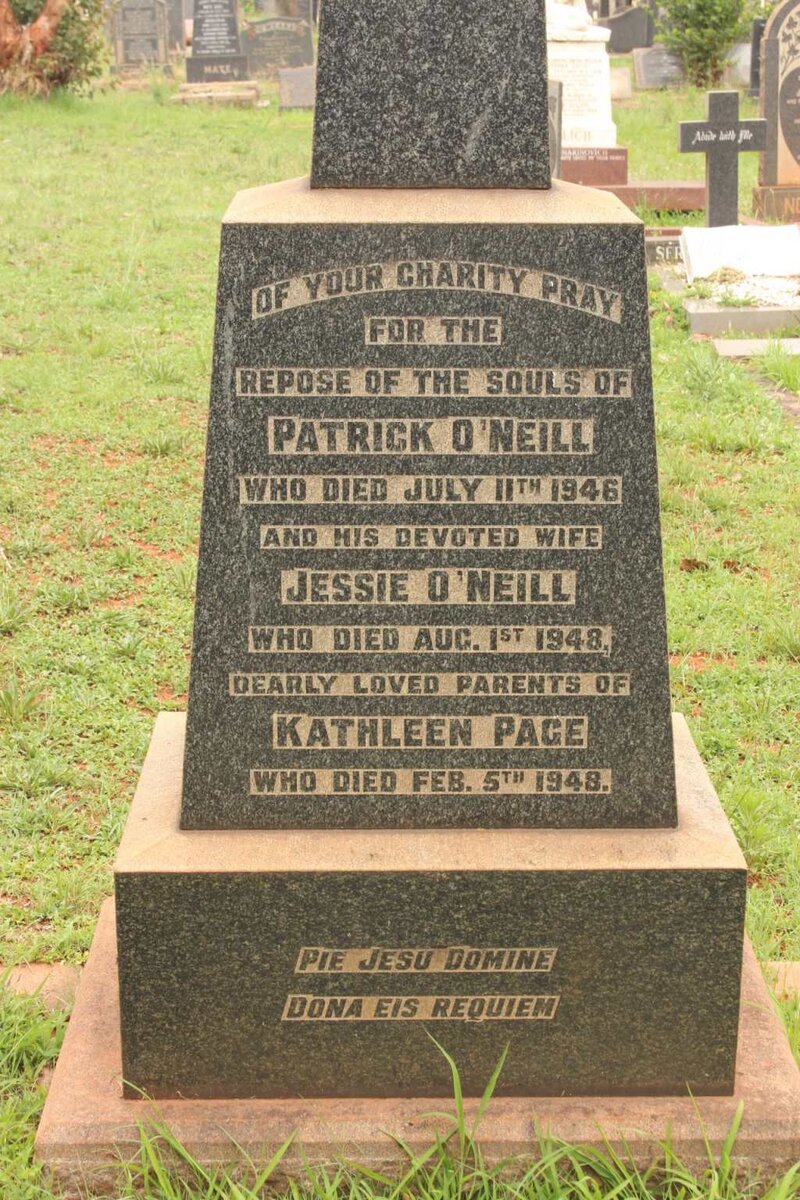 OF YOUR CHARITY PRAY
FOR THE
REPOSE OF THE SOULS OF
PATRICK O'NEILL
WHO DIED JULY 11TH 1946
AND HIS DEVOTED WIFE
JESSIE O'NEILL
WHO DIED AUG. 1ST 1948,
DEARLY LOVED PARENTS OF
KATHLEEN PAGE
WHO DIED FEB. 5TH 1948.
PIE JESU DOMINE
DONA EIS REQUIEM
Abide with Me
MARINOVICH